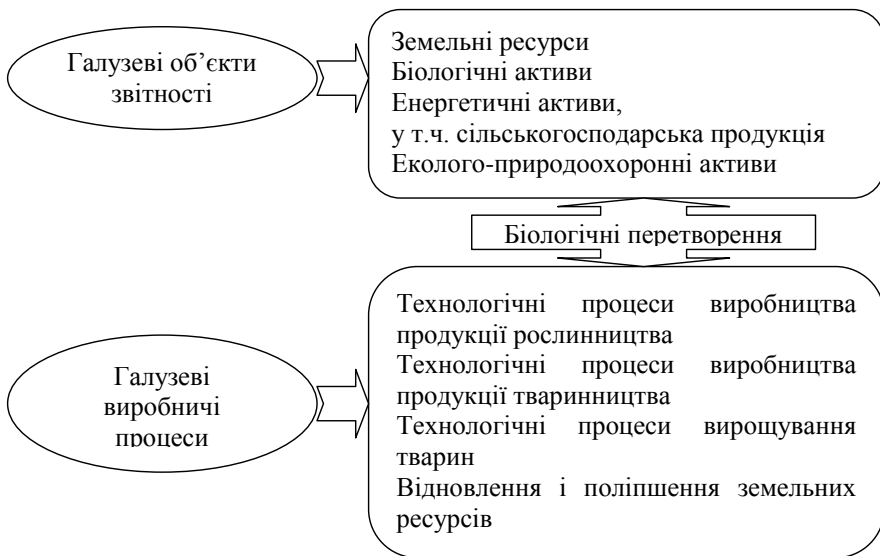 Галузеві об’єкти
звітності
Земельні ресурси
Біологічні активи
Енергетичні активи,
у т.ч. сільськогосподарська продукція
Еколого-природоохоронні активи
Біологічні перетворення
Галузеві
виробничі
процеси
Технологічні процеси виробництва
продукції рослинництва
Технологічні процеси виробництва
продукції тваринництва
Технологічні процеси вирощування
тварин
Відновлення і поліпшення земельних
ресурсів